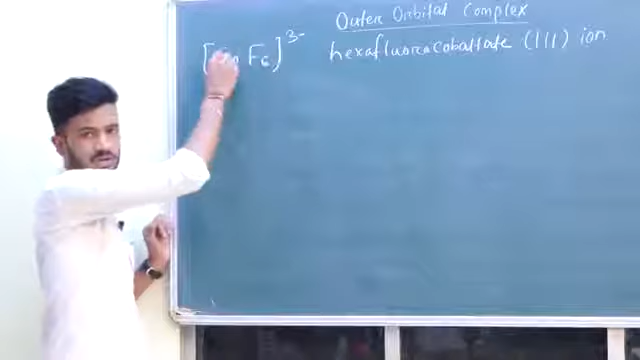 Outer Orbital Complex
[Co F6]3- hexafluorocobaltate (III) ion